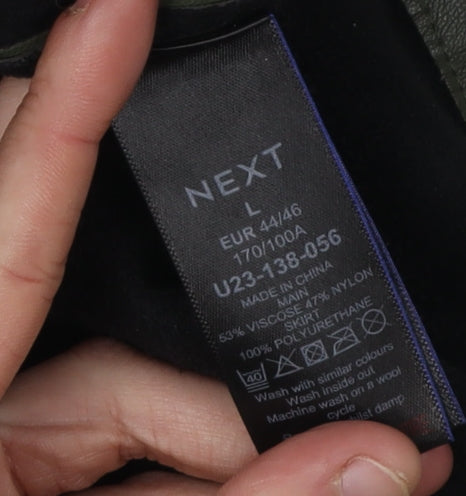 NEXT
L
EUR 44/46
170/100A
U23-138-056
MADE IN CHINA
MAIN
53% VISCOSE 47% NYLON
SKIRT
100% POLYURETHANE
40
Wash with similar colours
Wash inside out
Machine wash on a wool
cycle
damp